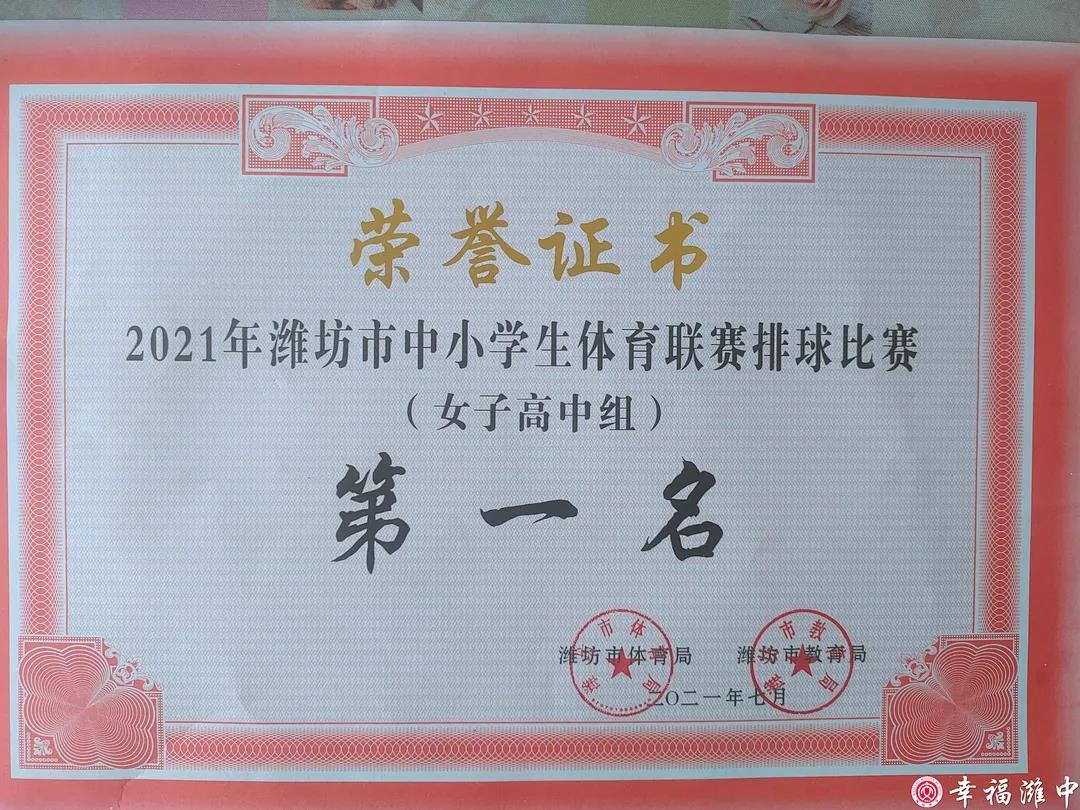 荣誉证书
2021年潍坊市中小学生体育联赛排球比赛
（女子高中组）
第一名
潍坊市体育局 潍坊市教育局
二〇二一年七月
幸福潍中